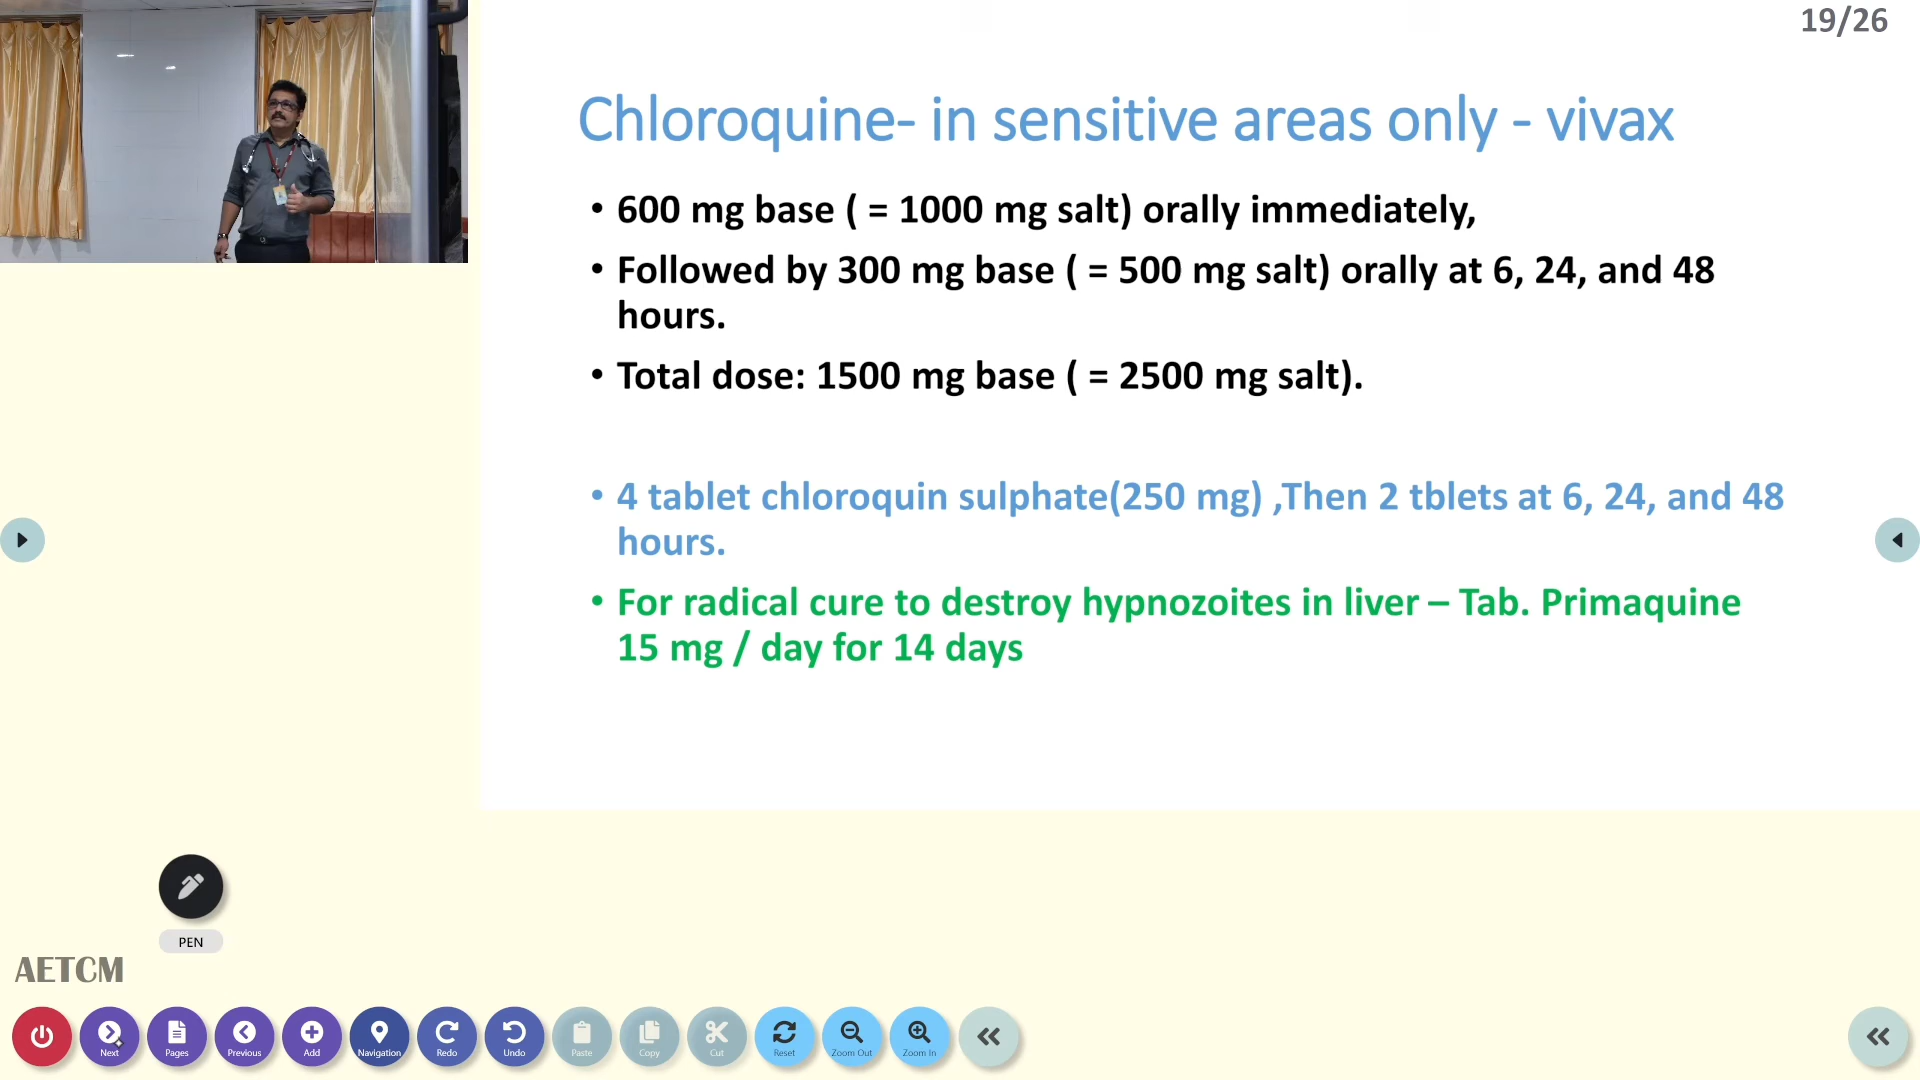 19/26
Chloroquine- in sensitive areas only - vivax
• 600 mg base ( = 1000 mg salt) orally immediately,
• Followed by 300 mg base ( = 500 mg salt) orally at 6, 24, and 48
hours.
• Total dose: 1500 mg base ( = 2500 mg salt).
• 4 tablet chloroquin sulphate(250 mg) ,Then 2 tblets at 6, 24, and 48
hours.
• For radical cure to destroy hypnozoites in liver – Tab. Primaquine
15 mg / day for 14 days
PEN
AETCM
Next Pages Previous Add Navigation Redo Undo Paste Copy Cut Reset Zoom Out Zoom In